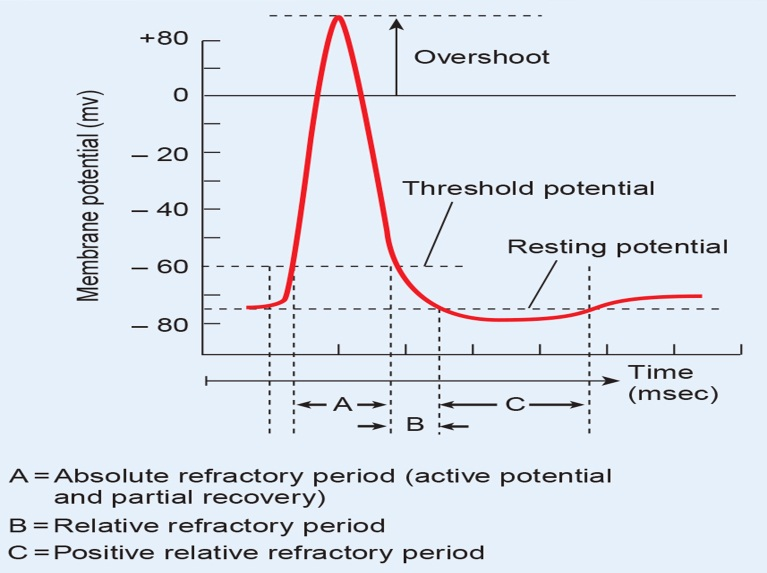 +80
Overshoot
0
Membrane potential (mv)
– 20
Threshold potential
– 40
Resting potential
– 60
– 80
Time
(msec)
A
C
B
A = Absolute refractory period (active potential
and partial recovery)
B = Relative refractory period
C = Positive relative refractory period